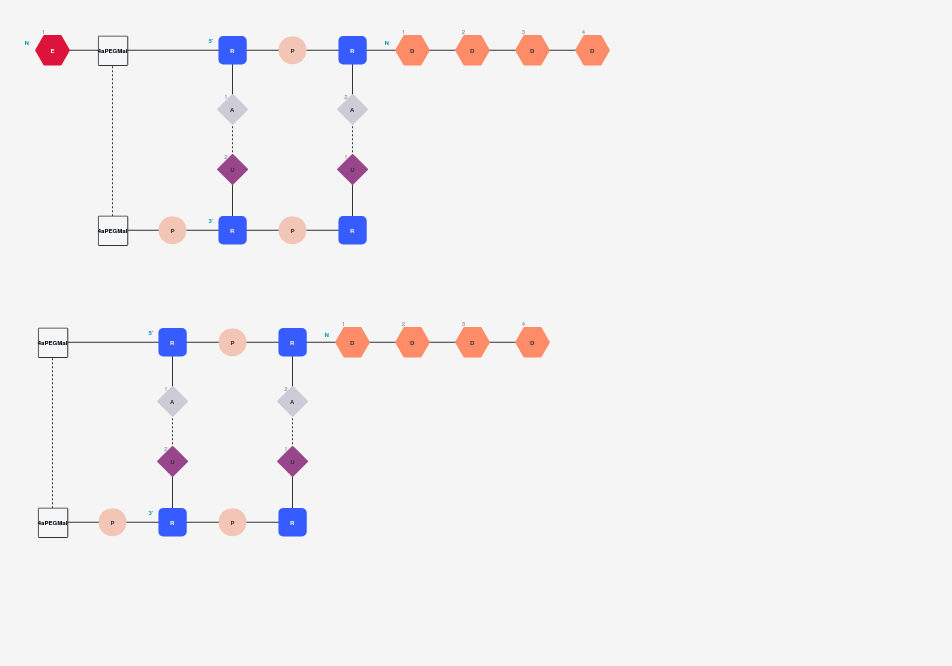 1 1 2 3 4
N E 4aPEGMal 5' R P R N D D D D
1 A 2 A
2 U 1 U
4aPEGMal P 3' R P R
1 2 3 4
4aPEGMal 5' R P R N D D D D
1 A 2 A
2 U 1 U
4aPEGMal P 3' R P R